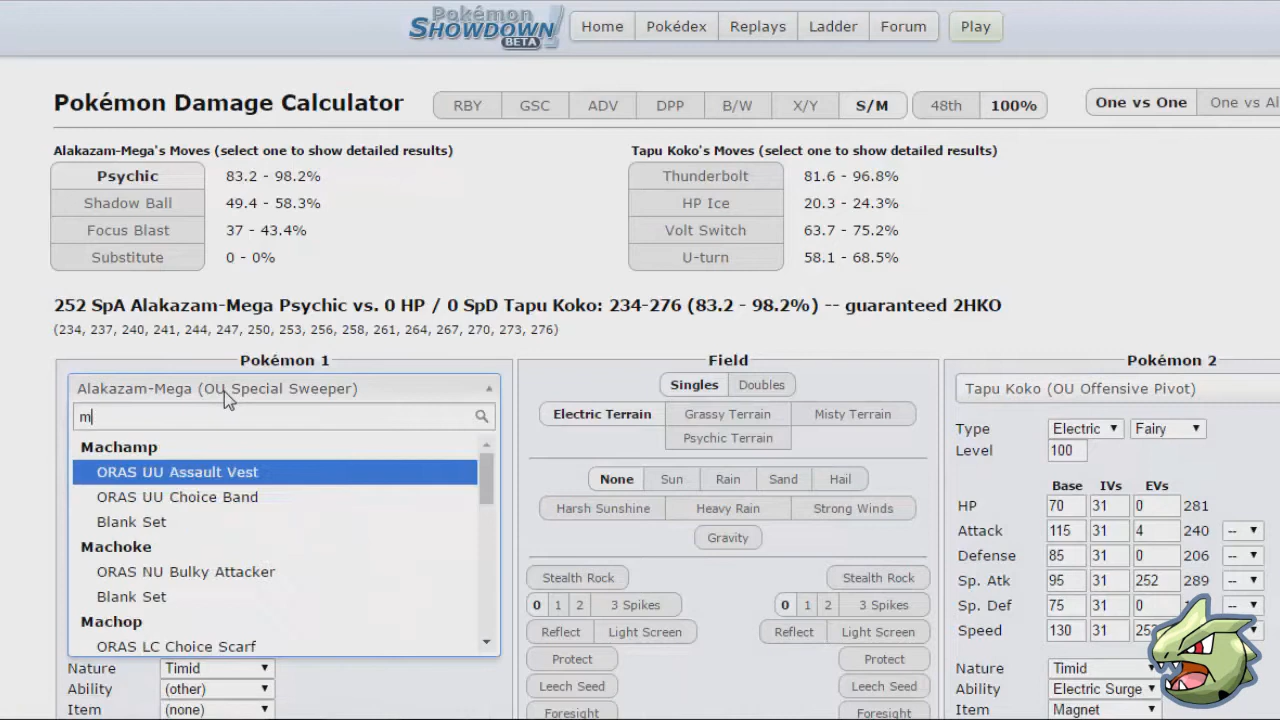 Pokémon
SHOWDOWN
BETA
Home Pokédex Replays Ladder Forum Play
Pokémon Damage Calculator RBY GSC ADV DPP B/W X/Y S/M 48th 100% One vs One One vs Al
Alakazam-Mega's Moves (select one to show detailed results)
Psychic 83.2 - 98.2%
Shadow Ball 49.4 - 58.3%
Focus Blast 37 - 43.4%
Substitute 0 - 0%
Tapu Koko's Moves (select one to show detailed results)
Thunderbolt 81.6 - 96.8%
HP Ice 20.3 - 24.3%
Volt Switch 63.7 - 75.2%
U-turn 58.1 - 68.5%
252 SpA Alakazam-Mega Psychic vs. 0 HP / 0 SpD Tapu Koko: 234-276 (83.2 - 98.2%) -- guaranteed 2HKO
(234, 237, 240, 241, 244, 247, 250, 253, 256, 258, 261, 264, 267, 270, 273, 276)
Pokémon 1
Alakazam-Mega (OU Special Sweeper)
m
Machamp
ORAS UU Assault Vest
ORAS UU Choice Band
Blank Set
Machoke
ORAS NU Bulky Attacker
Blank Set
Machop
ORAS LC Choice Scarf
Nature Timid
Ability (other)
Item (none)
Field
Singles Doubles
Electric Terrain Grassy Terrain Misty Terrain
Psychic Terrain
None Sun Rain Sand Hail
Harsh Sunshine Heavy Rain Strong Winds
Gravity
Stealth Rock Stealth Rock
0 1 2 3 Spikes 0 1 2 3 Spikes
Reflect Light Screen Reflect Light Screen
Protect Protect
Leech Seed Leech Seed
Foresight Foresight
Pokémon 2
Tapu Koko (OU Offensive Pivot)
Type Electric Fairy
Level 100
Base IVs EVs
HP 70 31 0 281
Attack 115 31 4 240 --
Defense 85 31 0 206 --
Sp. Atk 95 31 252 289 --
Sp. Def 75 31 0 --
Speed 130 31 252
Nature Timid
Ability Electric Surge
Item Magnet